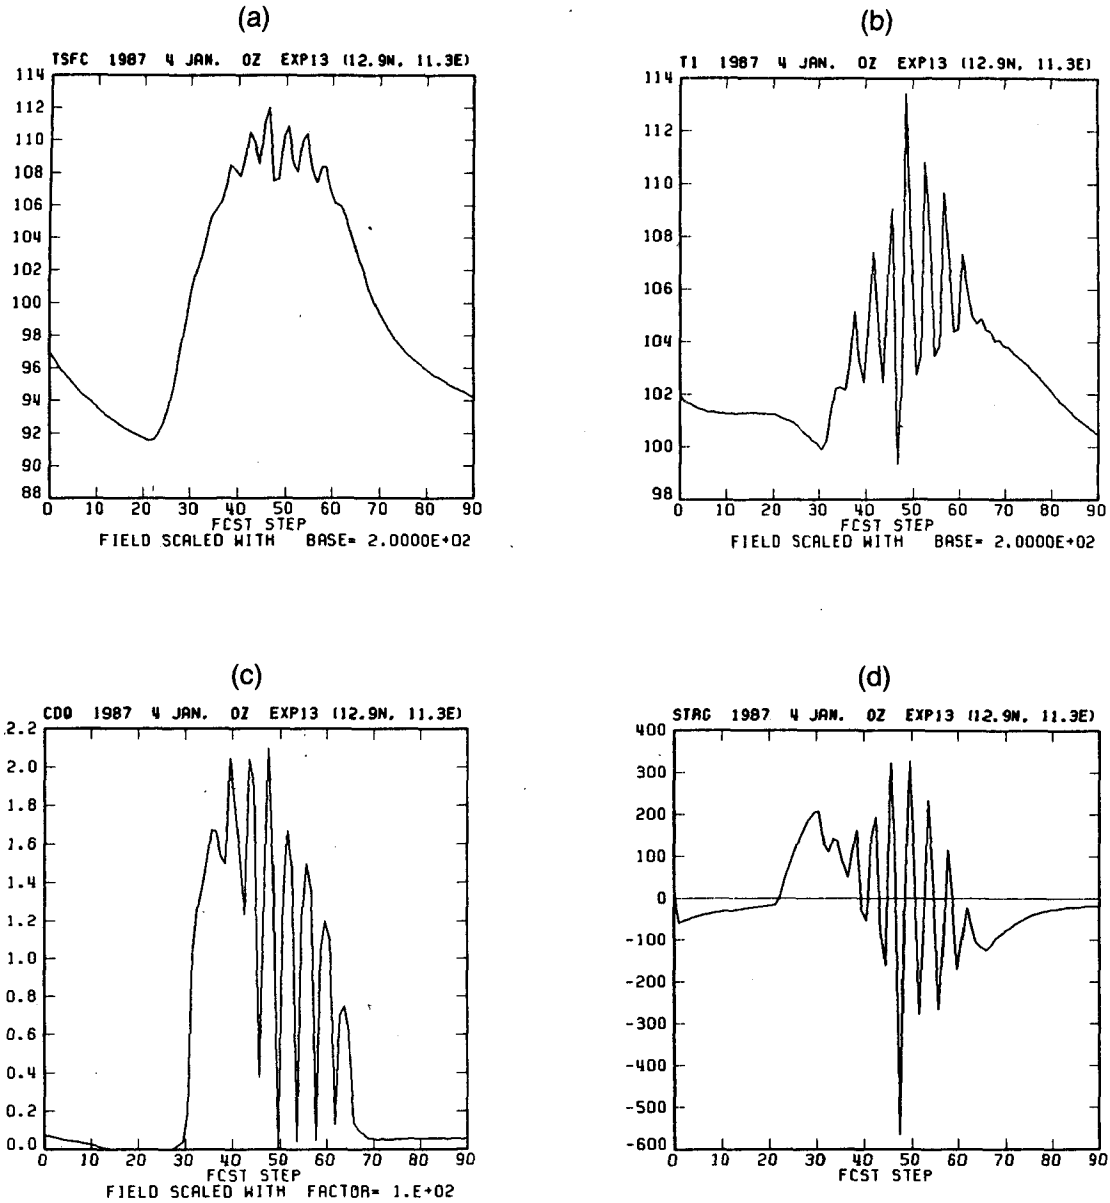 (a)
TSFC 1987 4 JAN. 0Z EXP13 (12.9N, 11.3E)
114
112
110
108
106
104
102
100
98
96
94
92
90
88
0 10 20 30 40 50 60 70 80 90
FCST STEP
FIELD SCALED WITH BASE= 2.0000E+02
(b)
T1 1987 4 JAN. 0Z EXP13 (12.9N, 11.3E)
114
112
110
108
106
104
102
100
98
0 10 20 30 40 50 60 70 80 90
FCST STEP
FIELD SCALED WITH BASE= 2.0000E+02
(c)
CDQ 1987 4 JAN. 0Z EXP13 (12.9N, 11.3E)
2.2
2.0
1.8
1.6
1.4
1.2
1.0
0.8
0.6
0.4
0.2
0.0
0 10 20 30 40 50 60 70 80 90
FCST STEP
FIELD SCALED WITH FACTOR= 1.E+02
(d)
STRG 1987 4 JAN. 0Z EXP13 (12.9N, 11.3E)
400
300
200
100
0
-100
-200
-300
-400
-500
-600
0 10 20 30 40 50 60 70 80 90
FCST STEP